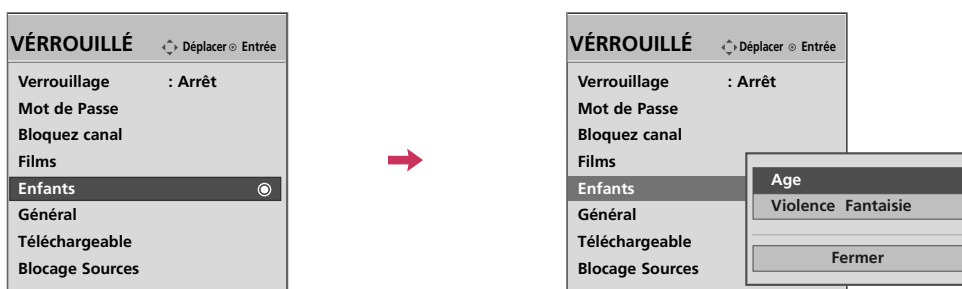 VÉRROUILLÉ Déplacer Entrée
Verrouillage : Arrêt
Mot de Passe
Bloquez canal
Films
Enfants
Général
Téléchargeable
Blocage Sources
VÉRROUILLÉ Déplacer Entrée
Verrouillage : Arrêt
Mot de Passe
Bloquez canal
Films
Enfants
Général
Téléchargeable
Blocage Sources
Age
Violence Fantaisie
Fermer